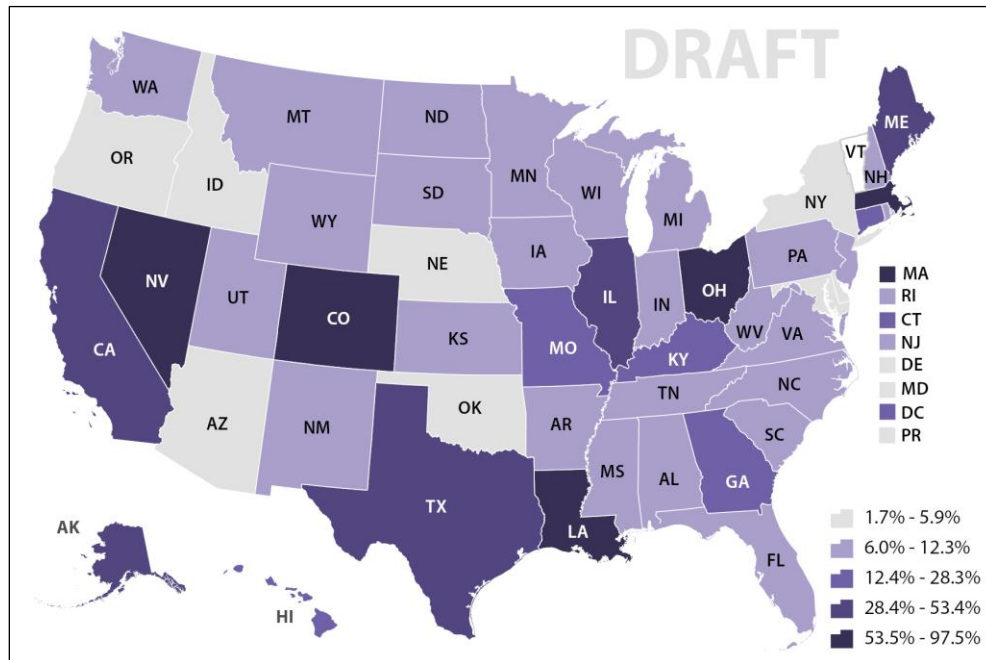 DRAFT
WA
MT
ND
MN
ME
VT
NH
OR
ID
SD
WI
MI
NY
WY
IA
PA
NE
NV
UT
CO
IL
IN
OH
MA
RI
CT
NJ
DE
MD
DC
PR
CA
KS
MO
KY
WV
VA
AZ
NM
OK
AR
TN
NC
SC
MS
AL
GA
TX
LA
FL
AK
HI
1.7% - 5.9%
6.0% - 12.3%
12.4% - 28.3%
28.4% - 53.4%
53.5% - 97.5%